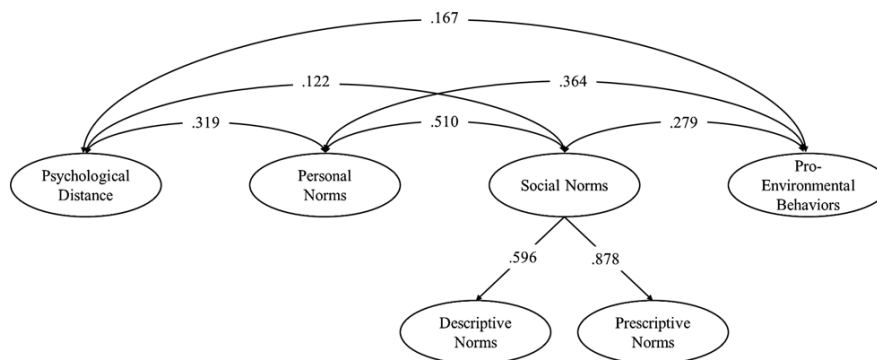 .167
.122
.364
.319
.510
.279
Psychological
Distance
Personal
Norms
Social Norms
Pro-
Environmental
Behaviors
.596
.878
Descriptive
Norms
Prescriptive
Norms